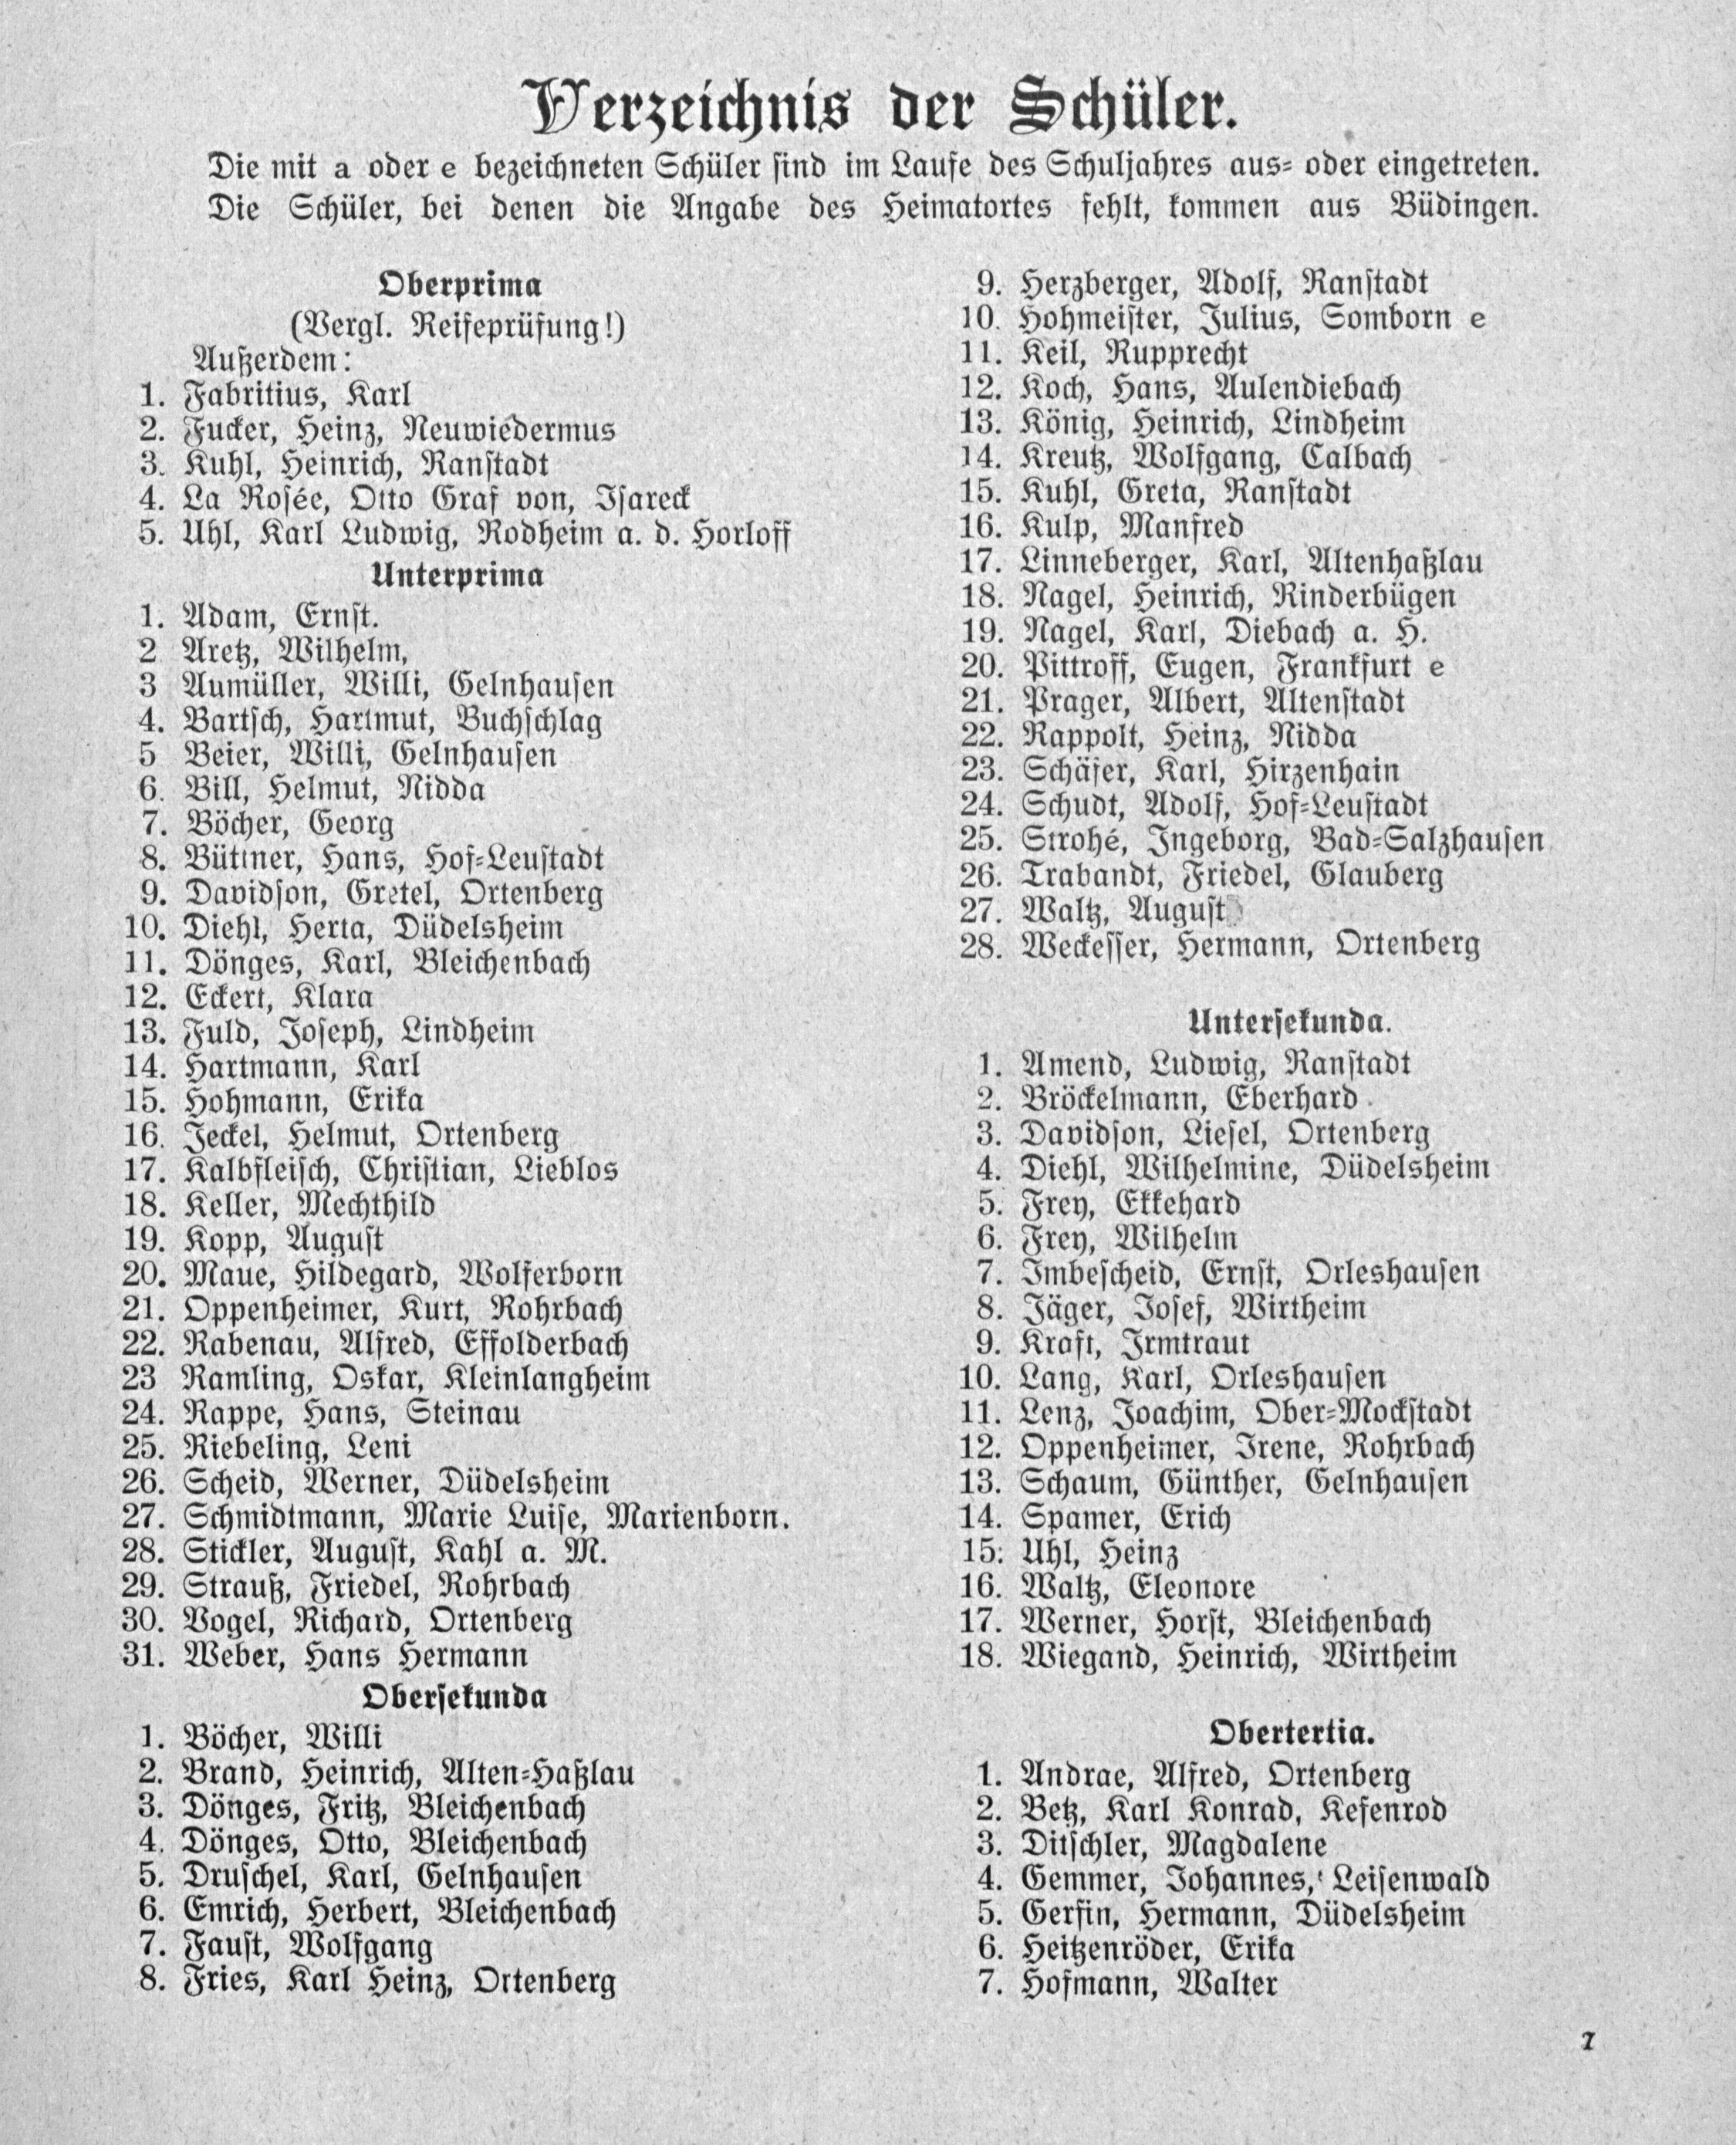 Verzeichnis der Schüler.
Die mit a oder e bezeichneten Schüler sind im Laufe des Schuljahres aus- oder eingetreten.
Die Schüler, bei denen die Angabe des Heimatortes fehlt, kommen aus Büdingen.
Oberprima
(Vergl. Reifeprüfung!)
Außerdem:
1. Fabritius, Karl
2. Fucker, Heinz, Neuwiedermus
3. Kuhl, Heinrich, Ranstadt
4. La Rosée, Otto Graf von, Isareck
5. Uhl, Karl Ludwig, Rodheim a. d. Horloff
Unterprima
1. Adam, Ernst.
2 Aretz, Wilhelm,
3 Aumüller, Willi, Gelnhausen
4. Bartsch, Hartmut, Buchschlag
5 Beier, Willi, Gelnhausen
6. Bill, Helmut, Nidda
7. Böcher, Georg
8. Büttner, Hans, Hof-Leustadt
9. Davidson, Gretel, Ortenberg
10. Diehl, Herta, Düdelsheim
11. Dönges, Karl, Bleichenbach
12. Eckert, Klara
13. Fuld, Joseph, Lindheim
14. Hartmann, Karl
15. Hohmann, Erika
16. Jeckel, Helmut, Ortenberg
17. Kalbfleisch, Christian, Lieblos
18. Keller, Mechthild
19. Kopp, August
20. Maue, Hildegard, Wolferborn
21. Oppenheimer, Kurt, Rohrbach
22. Rabenau, Alfred, Effolderbach
23 Ramling, Oskar, Kleinlangheim
24. Rappe, Hans, Steinau
25. Riebeling, Leni
26. Scheid, Werner, Düdelsheim
27. Schmidtmann, Marie Luise, Marienborn.
28. Stickler, August, Kahl a. M.
29. Strauß, Friedel, Rohrbach
30. Vogel, Richard, Ortenberg
31. Weber, Hans Hermann
Obersekunda
1. Böcher, Willi
2. Brand, Heinrich, Alten-Haßlau
3. Dönges, Fritz, Bleichenbach
4. Dönges, Otto, Bleichenbach
5. Druschel, Karl, Gelnhausen
6. Emrich, Herbert, Bleichenbach
7. Faust, Wolfgang
8. Fries, Karl Heinz, Ortenberg
9. Herzberger, Adolf, Ranstadt
10. Hohmeister, Julius, Somborn e
11. Keil, Rupprecht
12. Koch, Hans, Aulendiebach
13. König, Heinrich, Lindheim
14. Kreutz, Wolfgang, Calbach
15. Kuhl, Greta, Ranstadt
16. Kulp, Manfred
17. Linneberger, Karl, Altenhaßlau
18. Nagel, Heinrich, Rinderbügen
19. Nagel, Karl, Diebach a. H.
20. Pittroff, Eugen, Frankfurt e
21. Prager, Albert, Altenstadt
22. Rappolt, Heinz, Nidda
23. Schäfer, Karl, Hirzenhain
24. Schudt, Adolf, Hof-Leustadt
25. Strohé, Ingeborg, Bad-Salzhausen
26. Trabandt, Friedel, Glauberg
27. Waltz, August
28. Weckesser, Hermann, Ortenberg
Untersekunda.
1. Amend, Ludwig, Ranstadt
2. Bröckelmann, Eberhard
3. Davidson, Liesel, Ortenberg
4. Diehl, Wilhelmine, Düdelsheim
5. Frey, Ekkehard
6. Frey, Wilhelm
7. Imbescheid, Ernst, Orleshausen
8. Jäger, Josef, Wirtheim
9. Kraft, Irmtraut
10. Lang, Karl, Orleshausen
11. Lenz, Joachim, Ober-Mockstadt
12. Oppenheimer, Irene, Rohrbach
13. Schaum, Günther, Gelnhausen
14. Spamer, Erich
15. Uhl, Heinz
16. Waltz, Eleonore
17. Werner, Horst, Bleichenbach
18. Wiegand, Heinrich, Wirtheim
Obertertia.
1. Andrae, Alfred, Ortenberg
2. Betz, Karl Konrad, Kefenrod
3. Ditschler, Magdalene
4. Gemmer, Johannes, Leisenwald
5. Gerfin, Hermann, Düdelsheim
6. Heitzenröder, Erika
7. Hofmann, Walter